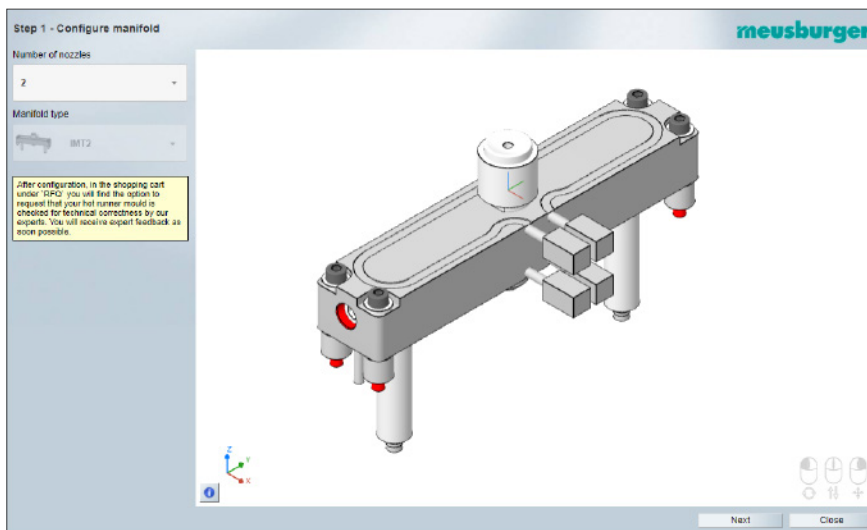 Step 1 - Configure manifold
meusburger
Number of nozzles
2
Manifold type
IMT2
After configuration, in the shopping cart
under 'RFQ' you will find the option to
request that your hot runner mould is
checked for technical correctness by our
experts. You will receive expert feedback as
soon possible.
Z
Y
X
Next
Close